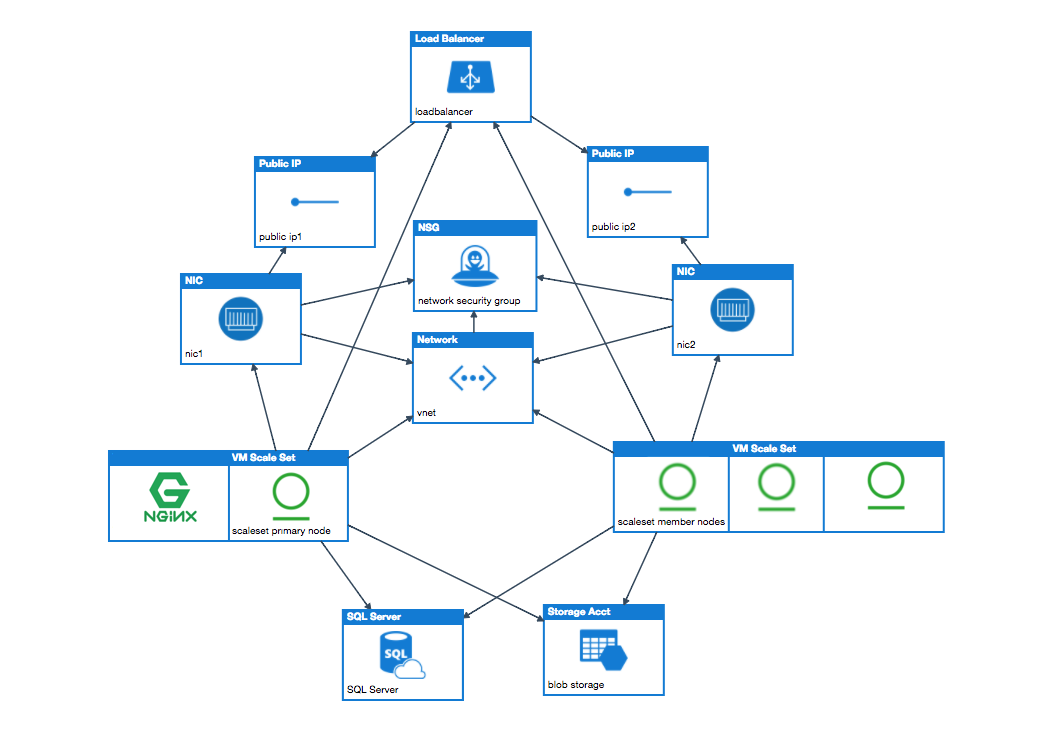 Load Balancer
loadbalancer
Public IP
public ip1
Public IP
public ip2
NSG
network security group
NIC
nic1
NIC
nic2
Network
vnet
VM Scale Set
NGiNX
scaleset primary node
VM Scale Set
scaleset member nodes
SQL Server
SQL
SQL Server
Storage Acct
blob storage